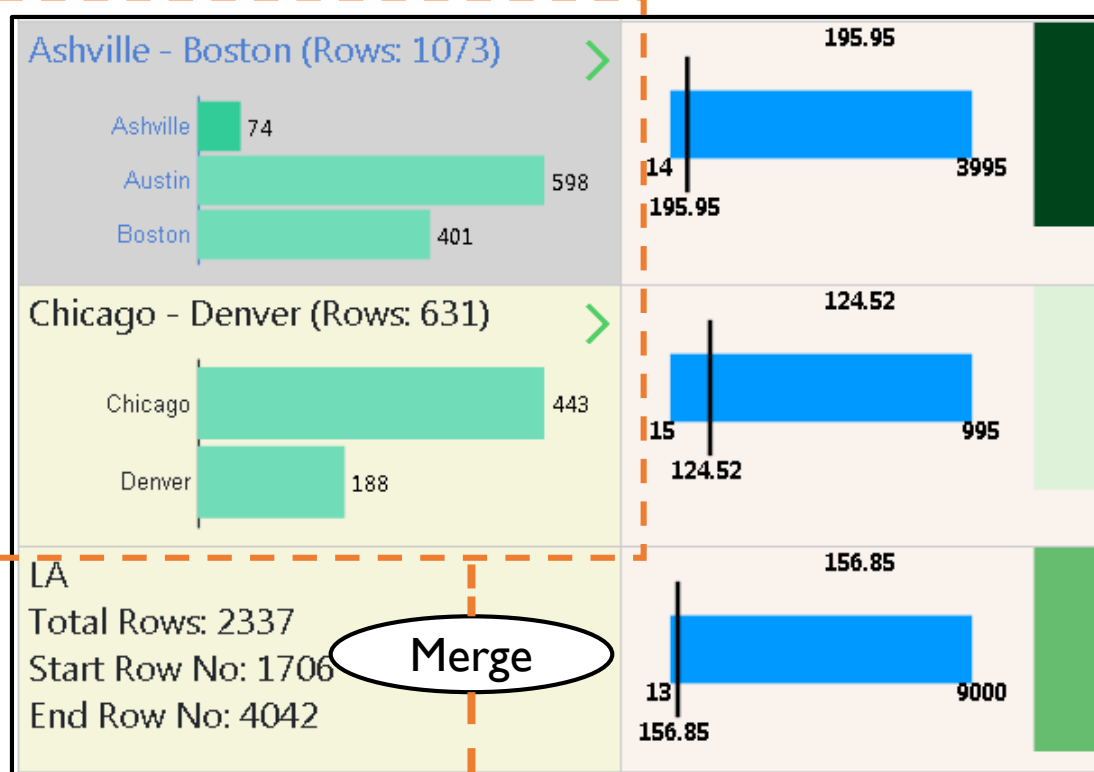 Ashville - Boston (Rows: 1073)
Ashville 74
Austin 598
Boston 401
195.95
14 3995
195.95
Chicago - Denver (Rows: 631)
Chicago 443
Denver 188
124.52
15 995
124.52
LA
Total Rows: 2337
Start Row No: 1706
End Row No: 4042
Merge
156.85
13 9000
156.85